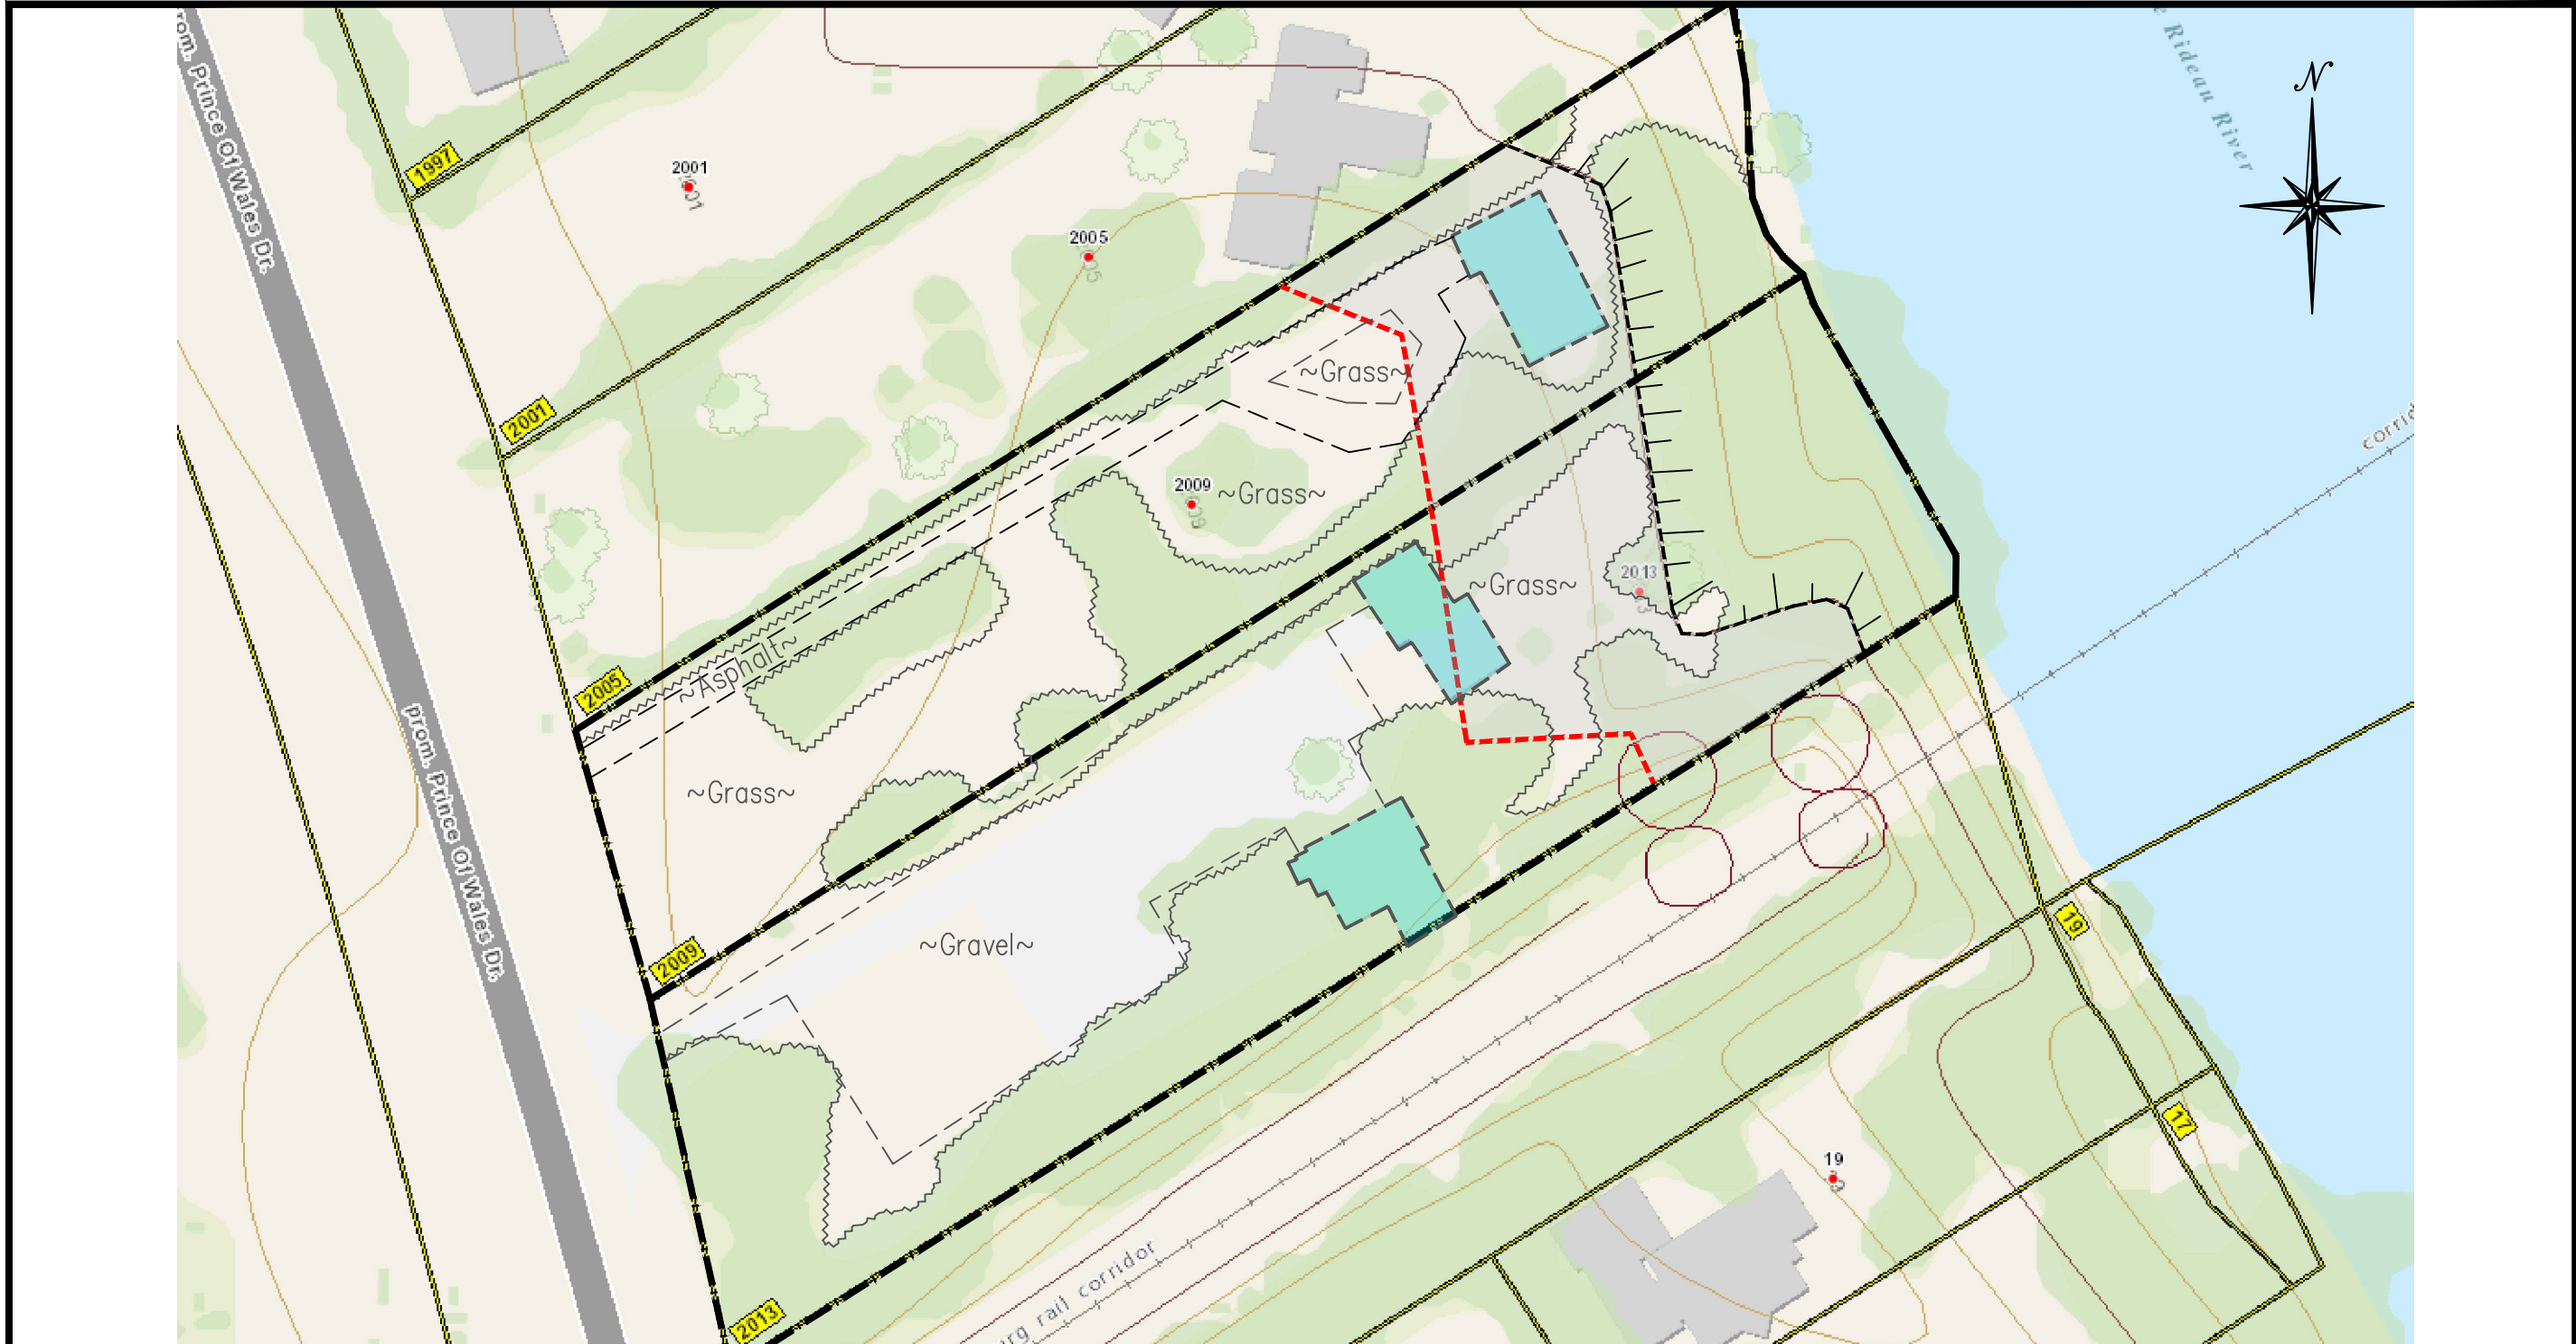 prom. Prince Of Wales Dr.
Rideau River
N
1997
2001
2005
2001
corrid
~Grass~
2009
~Grass~
~Grass~
2013
~Asphalt~
2005
prom. Prince Of Wales Dr.
~Grass~
2009
~Gravel~
19
17
19
rg rail corridor
2013